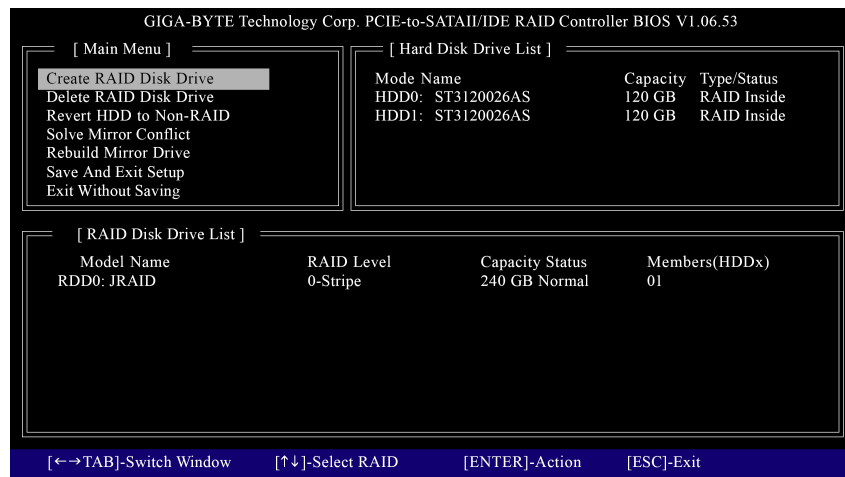 GIGA-BYTE Technology Corp. PCIE-to-SATAII/IDE RAID Controller BIOS V1.06.53
[ Main Menu ]
Create RAID Disk Drive
Delete RAID Disk Drive
Revert HDD to Non-RAID
Solve Mirror Conflict
Rebuild Mirror Drive
Save And Exit Setup
Exit Without Saving
[ Hard Disk Drive List ]
Mode Name Capacity Type/Status
HDD0: ST3120026AS 120 GB RAID Inside
HDD1: ST3120026AS 120 GB RAID Inside
[ RAID Disk Drive List ]
Model Name RAID Level Capacity Status Members(HDDx)
RDD0: JRAID 0-Stripe 240 GB Normal 01
[←→TAB]-Switch Window [↑↓]-Select RAID [ENTER]-Action [ESC]-Exit